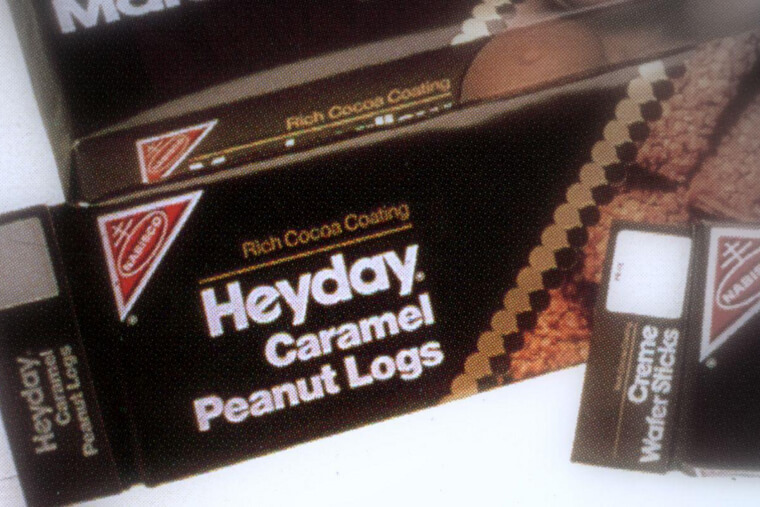 Rich Cocoa Coating
NABISCO
Rich Cocoa Coating
Heyday®
Caramel
Peanut Logs
Heyday®
Caramel
Peanut Logs
Creme
Wafer Sticks